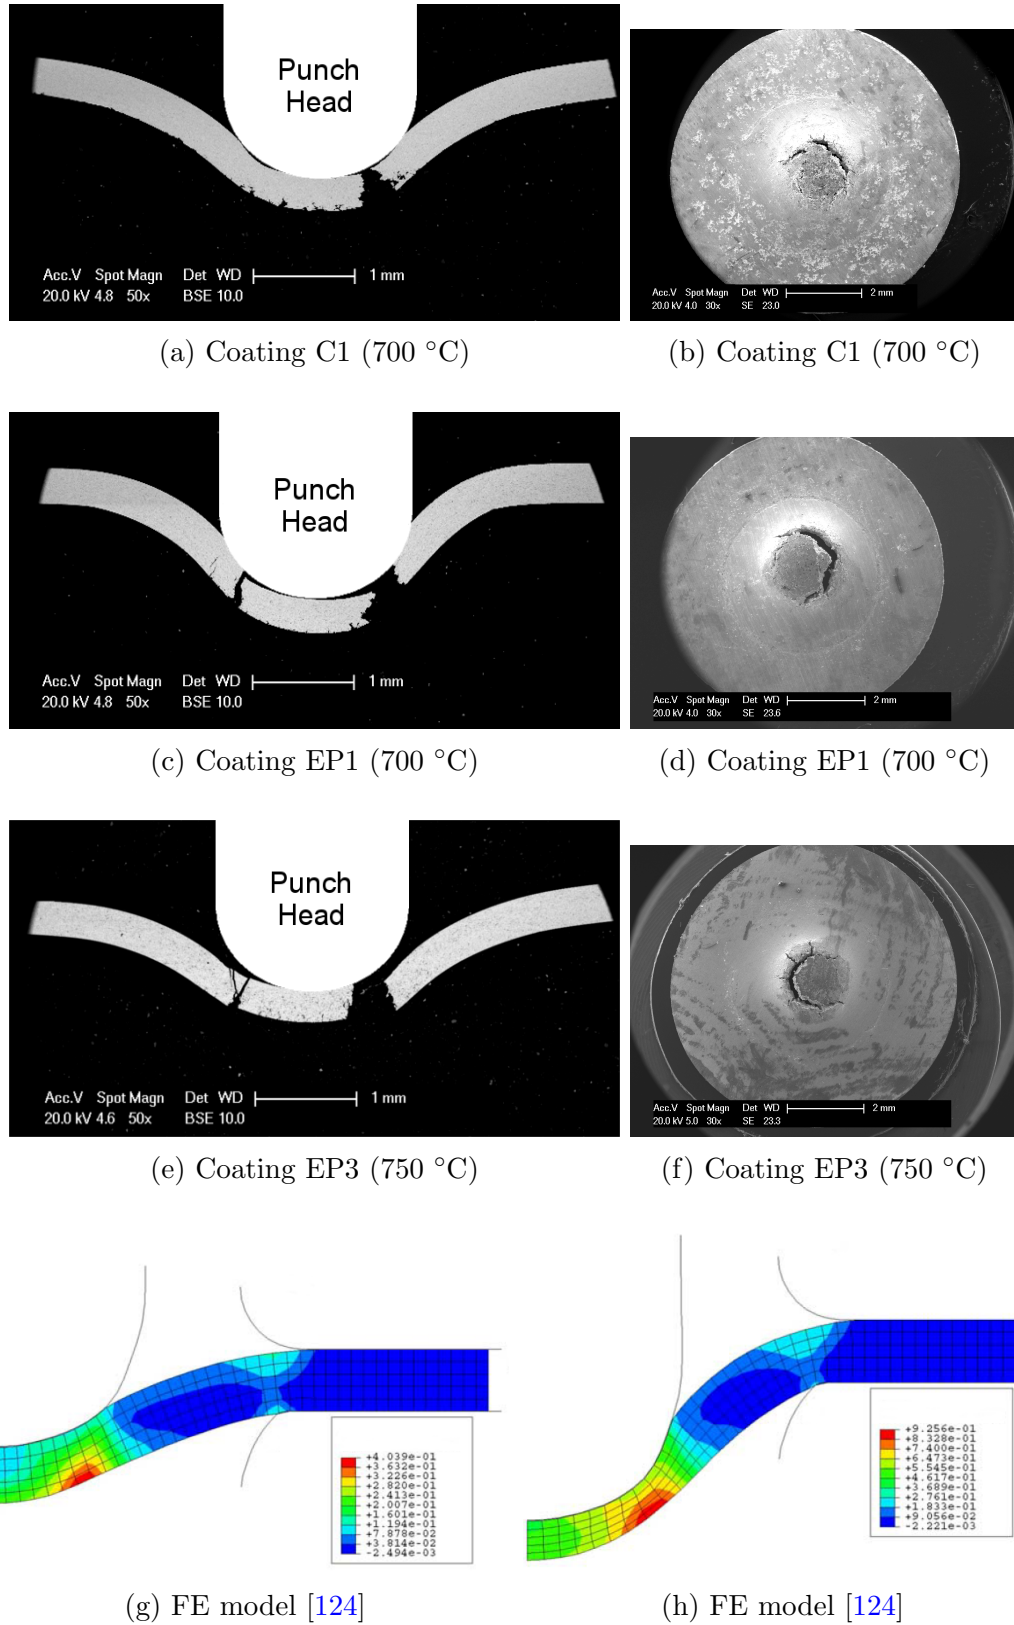 Punch
Head
Acc.V Spot Magn Det WD 1 mm
20.0 kV 4.8 50x BSE 10.0
Acc.V Spot Magn Det WD 2 mm
20.0 kV 4.0 30x SE 23.0
(a) Coating C1 (700 °C)
(b) Coating C1 (700 °C)
Punch
Head
Acc.V Spot Magn Det WD 1 mm
20.0 kV 4.8 50x BSE 10.0
Acc.V Spot Magn Det WD 2 mm
20.0 kV 4.0 30x SE 23.6
(c) Coating EP1 (700 °C)
(d) Coating EP1 (700 °C)
Punch
Head
Acc.V Spot Magn Det WD 1 mm
20.0 kV 4.6 50x BSE 10.0
Acc.V Spot Magn Det WD 2 mm
20.0 kV 5.0 30x SE 23.3
(e) Coating EP3 (750 °C)
(f) Coating EP3 (750 °C)
+4.039e-01
+3.632e-01
+3.226e-01
+2.820e-01
+2.413e-01
+2.007e-01
+1.601e-01
+1.194e-01
+7.878e-02
+3.814e-02
-2.494e-03
+9.256e-01
+8.328e-01
+7.400e-01
+6.473e-01
+5.545e-01
+4.617e-01
+3.689e-01
+2.761e-01
+1.833e-01
+9.056e-02
-2.221e-03
(g) FE model [124]
(h) FE model [124]